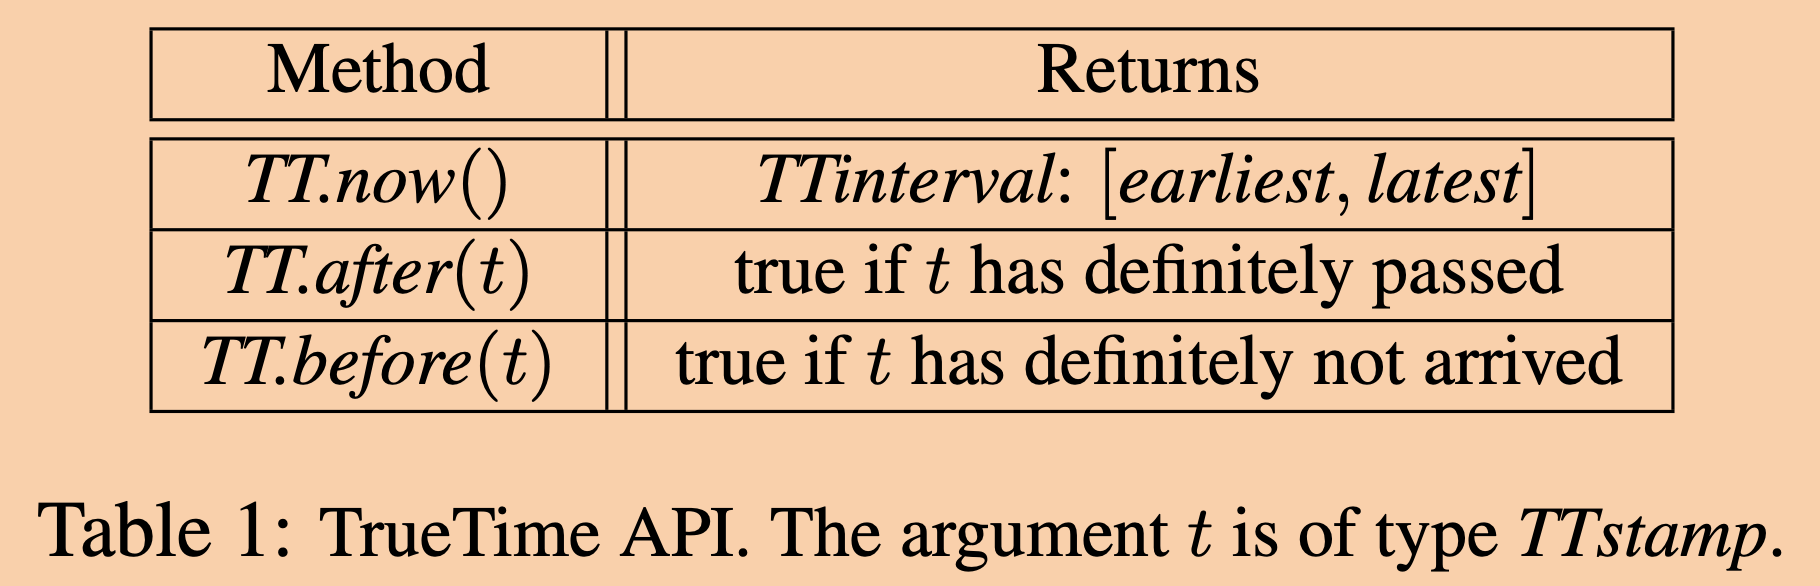 Method Returns
TT.now() TTinterval: [earliest, latest]
TT.after(t) true if t has definitely passed
TT.before(t) true if t has definitely not arrived
Table 1: TrueTime API. The argument t is of type TTstamp.